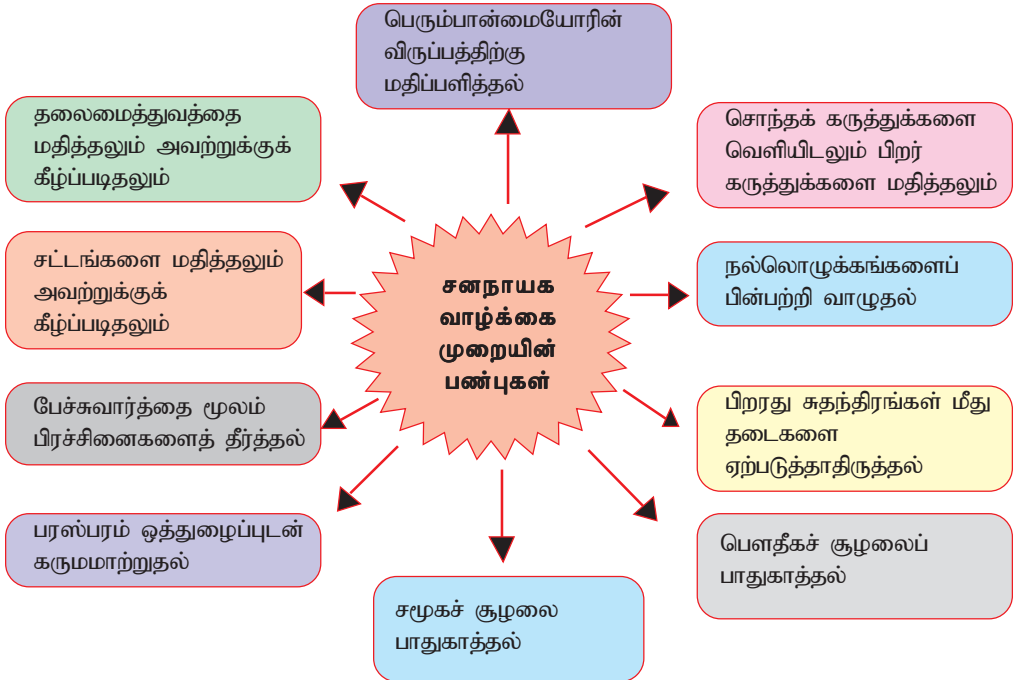 பெரும்பான்மையோரின்
விருப்பத்திற்கு
மதிப்பளித்தல்
தலைமைத்துவத்தை
மதித்தலும் அவற்றுக்குக்
கீழ்ப்படிதலும்
சொந்தக் கருத்துக்களை
வெளியிடலும் பிறர்
கருத்துக்களை மதித்தலும்
சட்டங்களை மதித்தலும்
அவற்றுக்குக்
கீழ்ப்படிதலும்
சனநாயக
வாழ்க்கை
முறையின்
பண்புகள்
நல்லொழுக்கங்களைப்
பின்பற்றி வாழுதல்
பேச்சுவார்த்தை மூலம்
பிரச்சினைகளைத் தீர்த்தல்
பிறரது சுதந்திரங்கள் மீது
தடைகளை
ஏற்படுத்தாதிருத்தல்
பரஸ்பரம் ஒத்துழைப்புடன்
கருமமாற்றுதல்
பௌதீகச் சூழலைப்
பாதுகாத்தல்
சமூகச் சூழலை
பாதுகாத்தல்